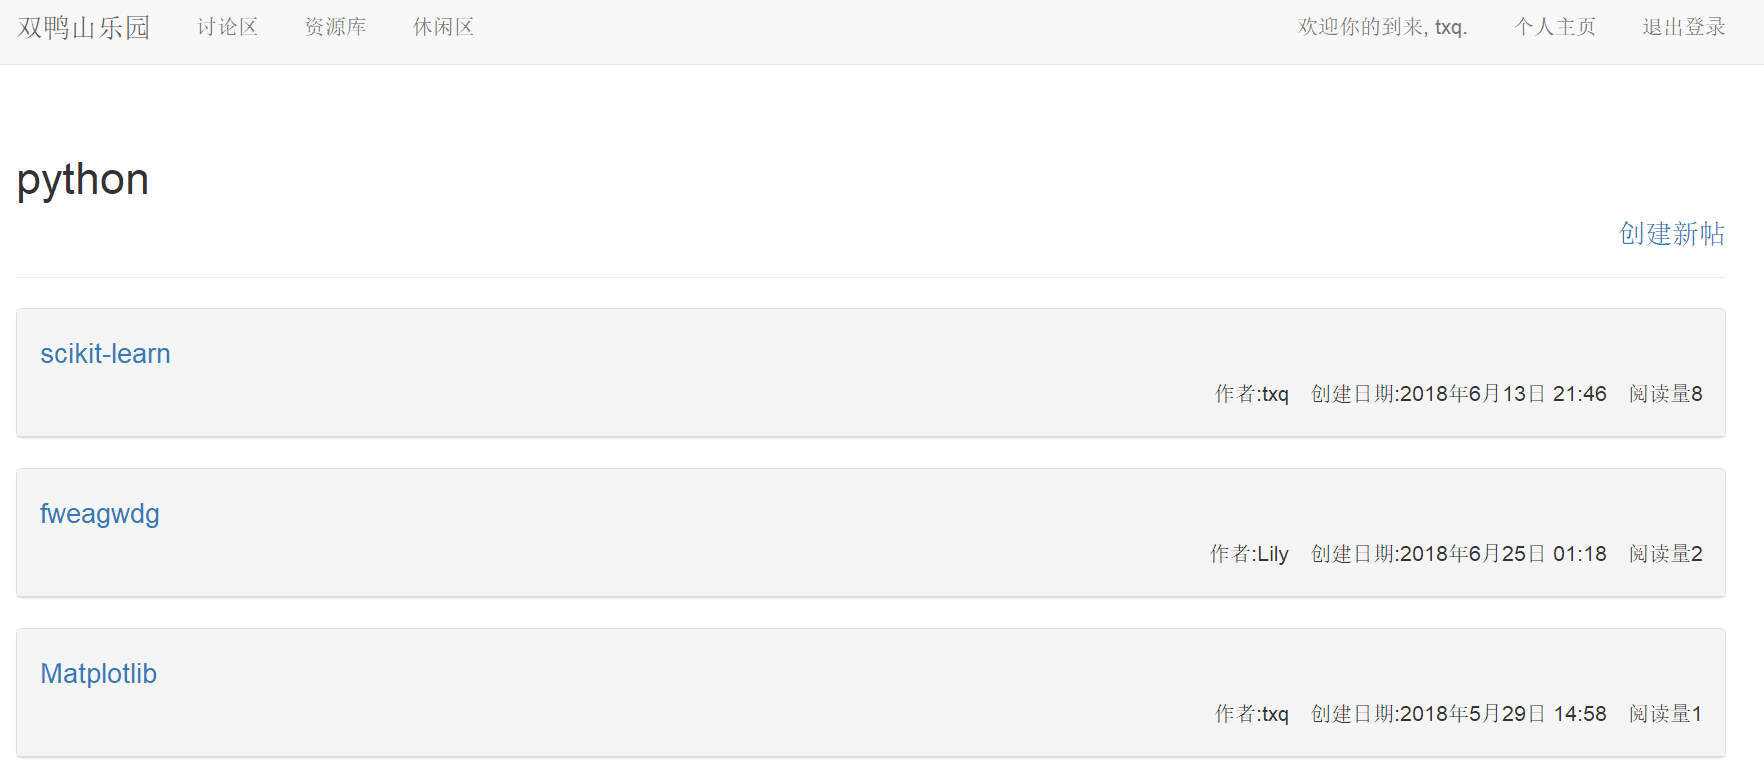 双鸭山乐园 讨论区 资源库 休闲区 欢迎你的到来, txq. 个人主页 退出登录
python
创建新帖
scikit-learn
作者:txq 创建日期:2018年6月13日 21:46 阅读量8
fweagwdg
作者:Lily 创建日期:2018年6月25日 01:18 阅读量2
Matplotlib
作者:txq 创建日期:2018年5月29日 14:58 阅读量1